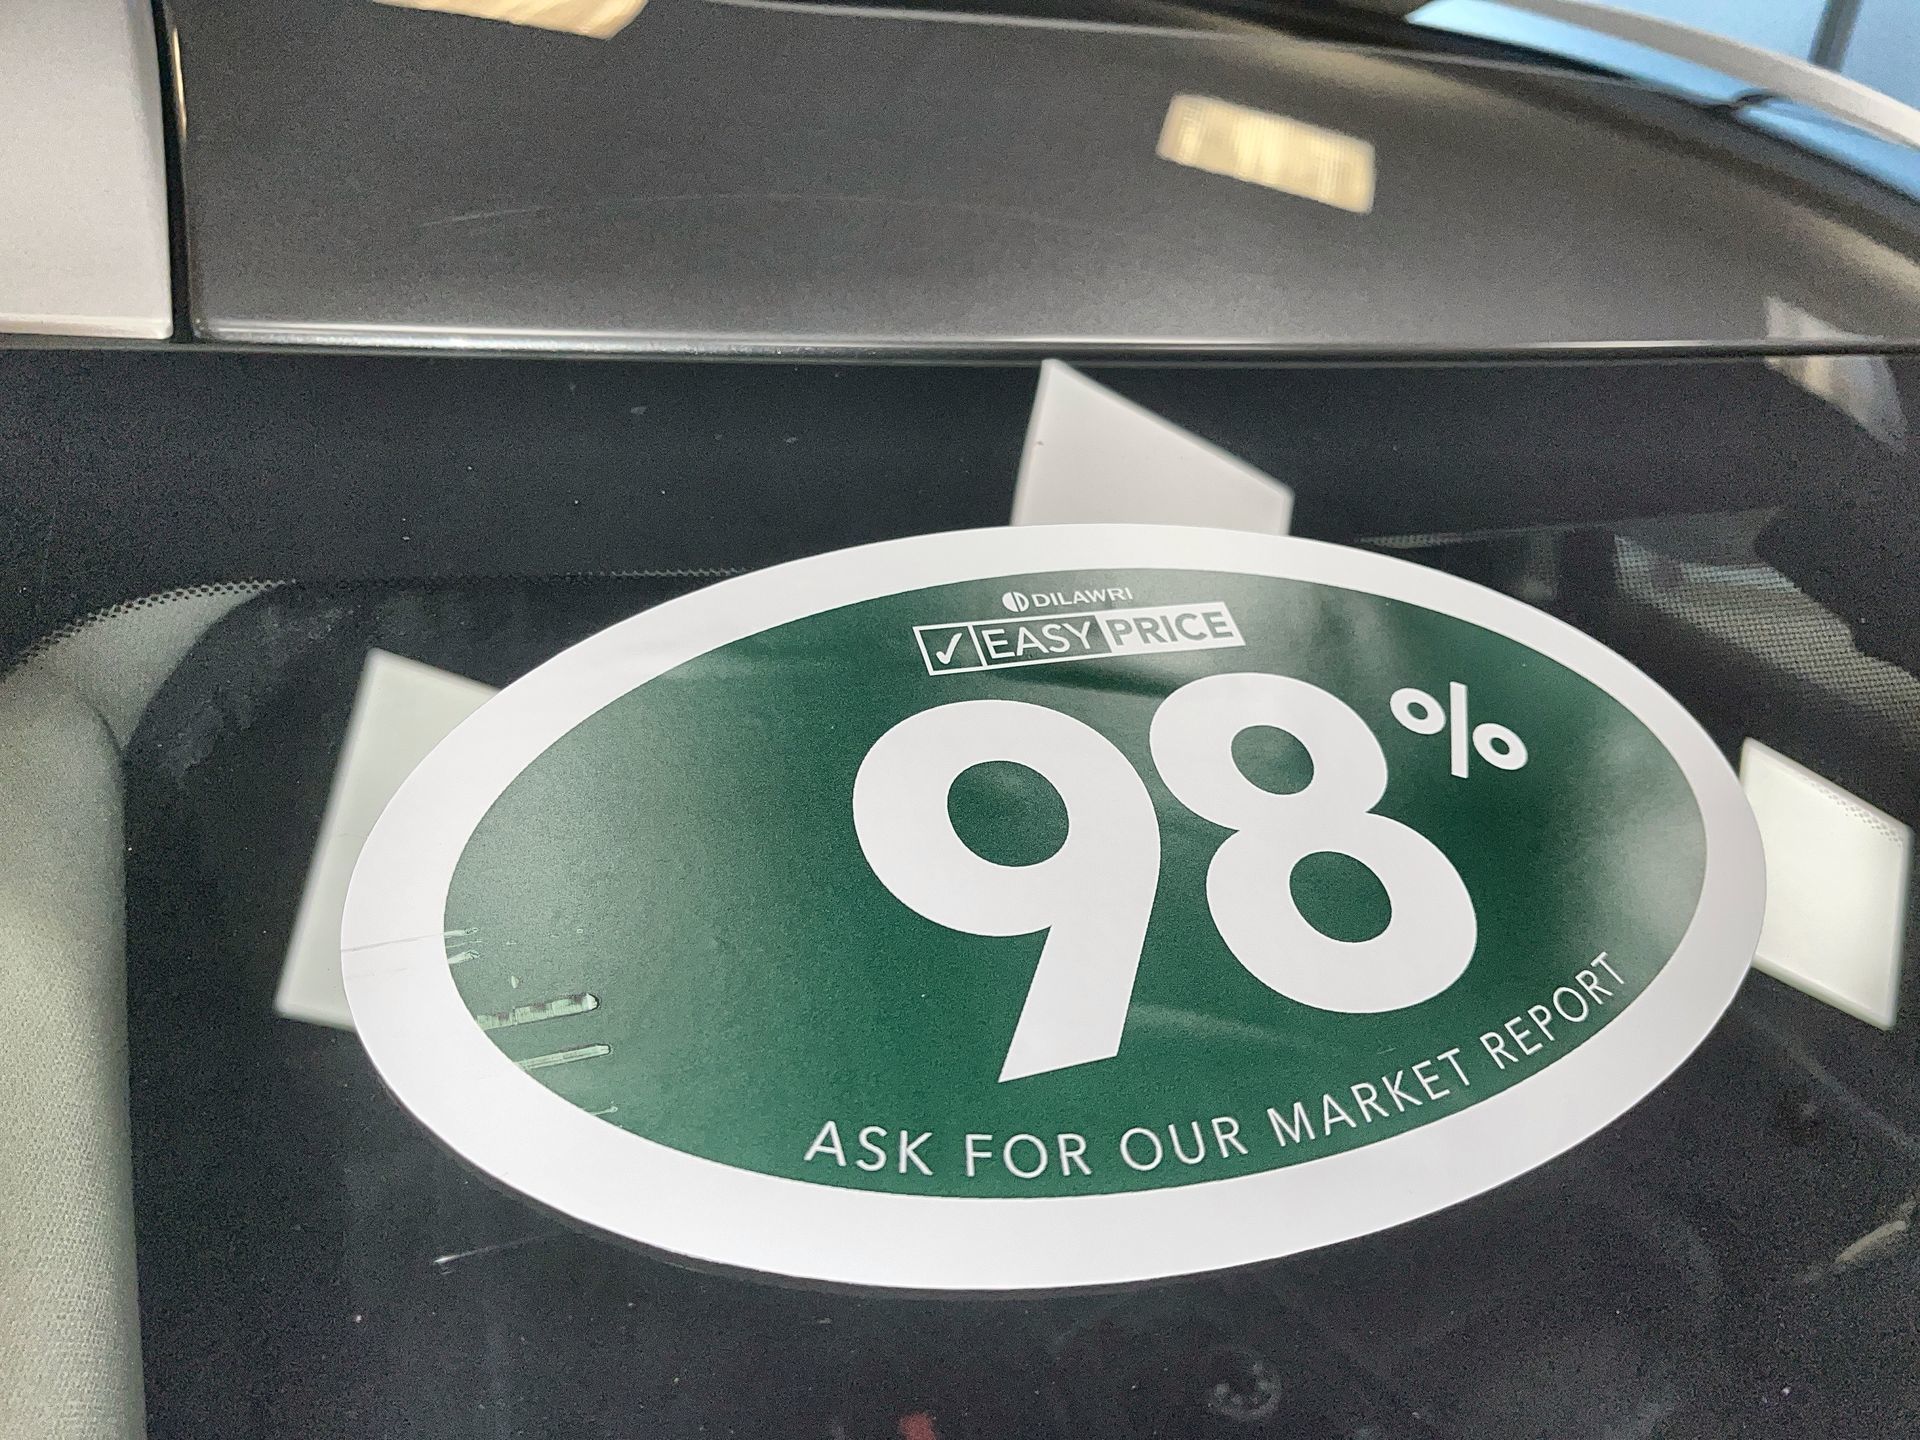 DILAWRI
✓ EASY PRICE
98%
ASK FOR OUR MARKET REPORT